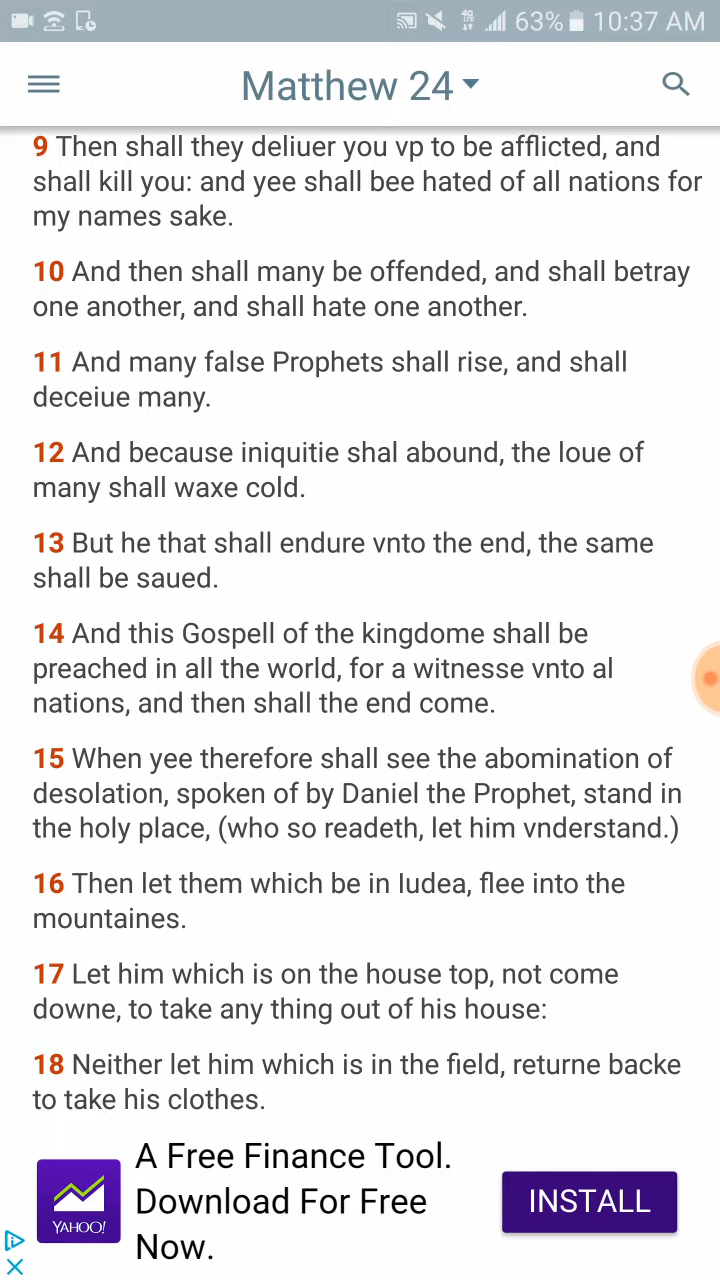 63% 10:37 AM
Matthew 24
9 Then shall they deliuer you vp to be afflicted, and
shall kill you: and yee shall bee hated of all nations for
my names sake.
10 And then shall many be offended, and shall betray
one another, and shall hate one another.
11 And many false Prophets shall rise, and shall
deceiue many.
12 And because iniquitie shal abound, the loue of
many shall waxe cold.
13 But he that shall endure vnto the end, the same
shall be saued.
14 And this Gospell of the kingdome shall be
preached in all the world, for a witnesse vnto al
nations, and then shall the end come.
15 When yee therefore shall see the abomination of
desolation, spoken of by Daniel the Prophet, stand in
the holy place, (who so readeth, let him vnderstand.)
16 Then let them which be in Iudea, flee into the
mountaines.
17 Let him which is on the house top, not come
downe, to take any thing out of his house:
18 Neither let him which is in the field, returne backe
to take his clothes.
A Free Finance Tool.
Download For Free
Now.
YAHOO!
INSTALL